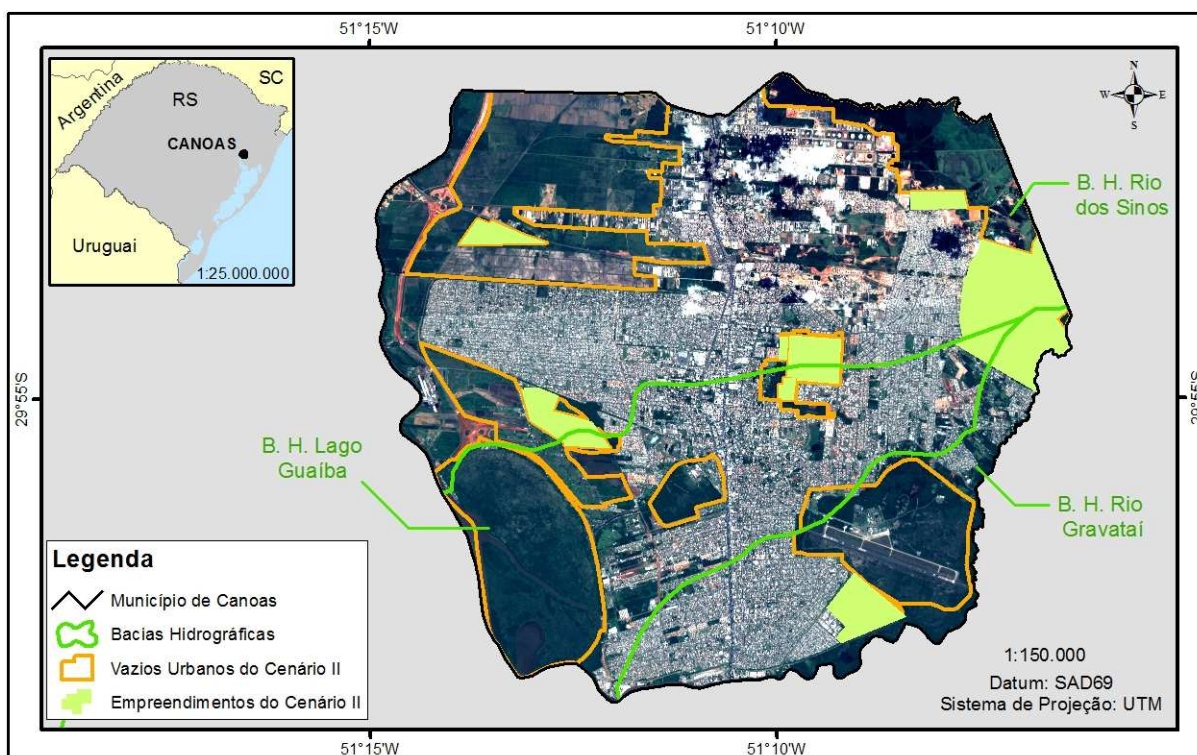 51°15'W
51°10'W
Argentina
SC
RS
CANOAS
Uruguai
1:25.000.000
N
W
E
S
B. H. Rio
dos Sinos
29°55'S
29°55'S
B. H. Lago
Guaíba
B. H. Rio
Gravataí
Legenda
Município de Canoas
Bacias Hidrográficas
Vazios Urbanos do Cenário II
Empreendimentos do Cenário II
1:150.000
Datum: SAD69
Sistema de Projeção: UTM
51°15'W
51°10'W